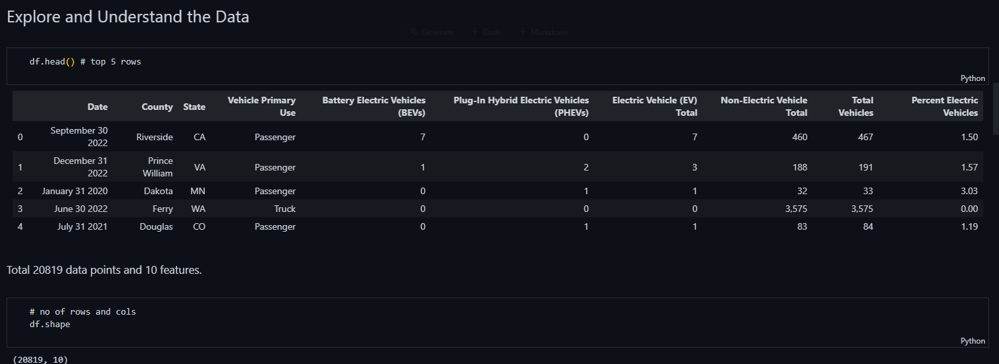 Explore and Understand the Data
Generate + Code + Markdown
df.head() # top 5 rows
Python
Date County State Vehicle Primary Use Battery Electric Vehicles (BEVs) Plug-In Hybrid Electric Vehicles (PHEVs) Electric Vehicle (EV) Total Non-Electric Vehicle Total Total Vehicles Percent Electric Vehicles
0 September 30 2022 Riverside CA Passenger 7 0 7 460 467 1.50
1 December 31 2022 Prince William VA Passenger 1 2 3 188 191 1.57
2 January 31 2020 Dakota MN Passenger 0 1 1 32 33 3.03
3 June 30 2022 Ferry WA Truck 0 0 0 3,575 3,575 0.00
4 July 31 2021 Douglas CO Passenger 0 1 1 83 84 1.19
Total 20819 data points and 10 features.
# no of rows and cols
df.shape
Python
(20819, 10)